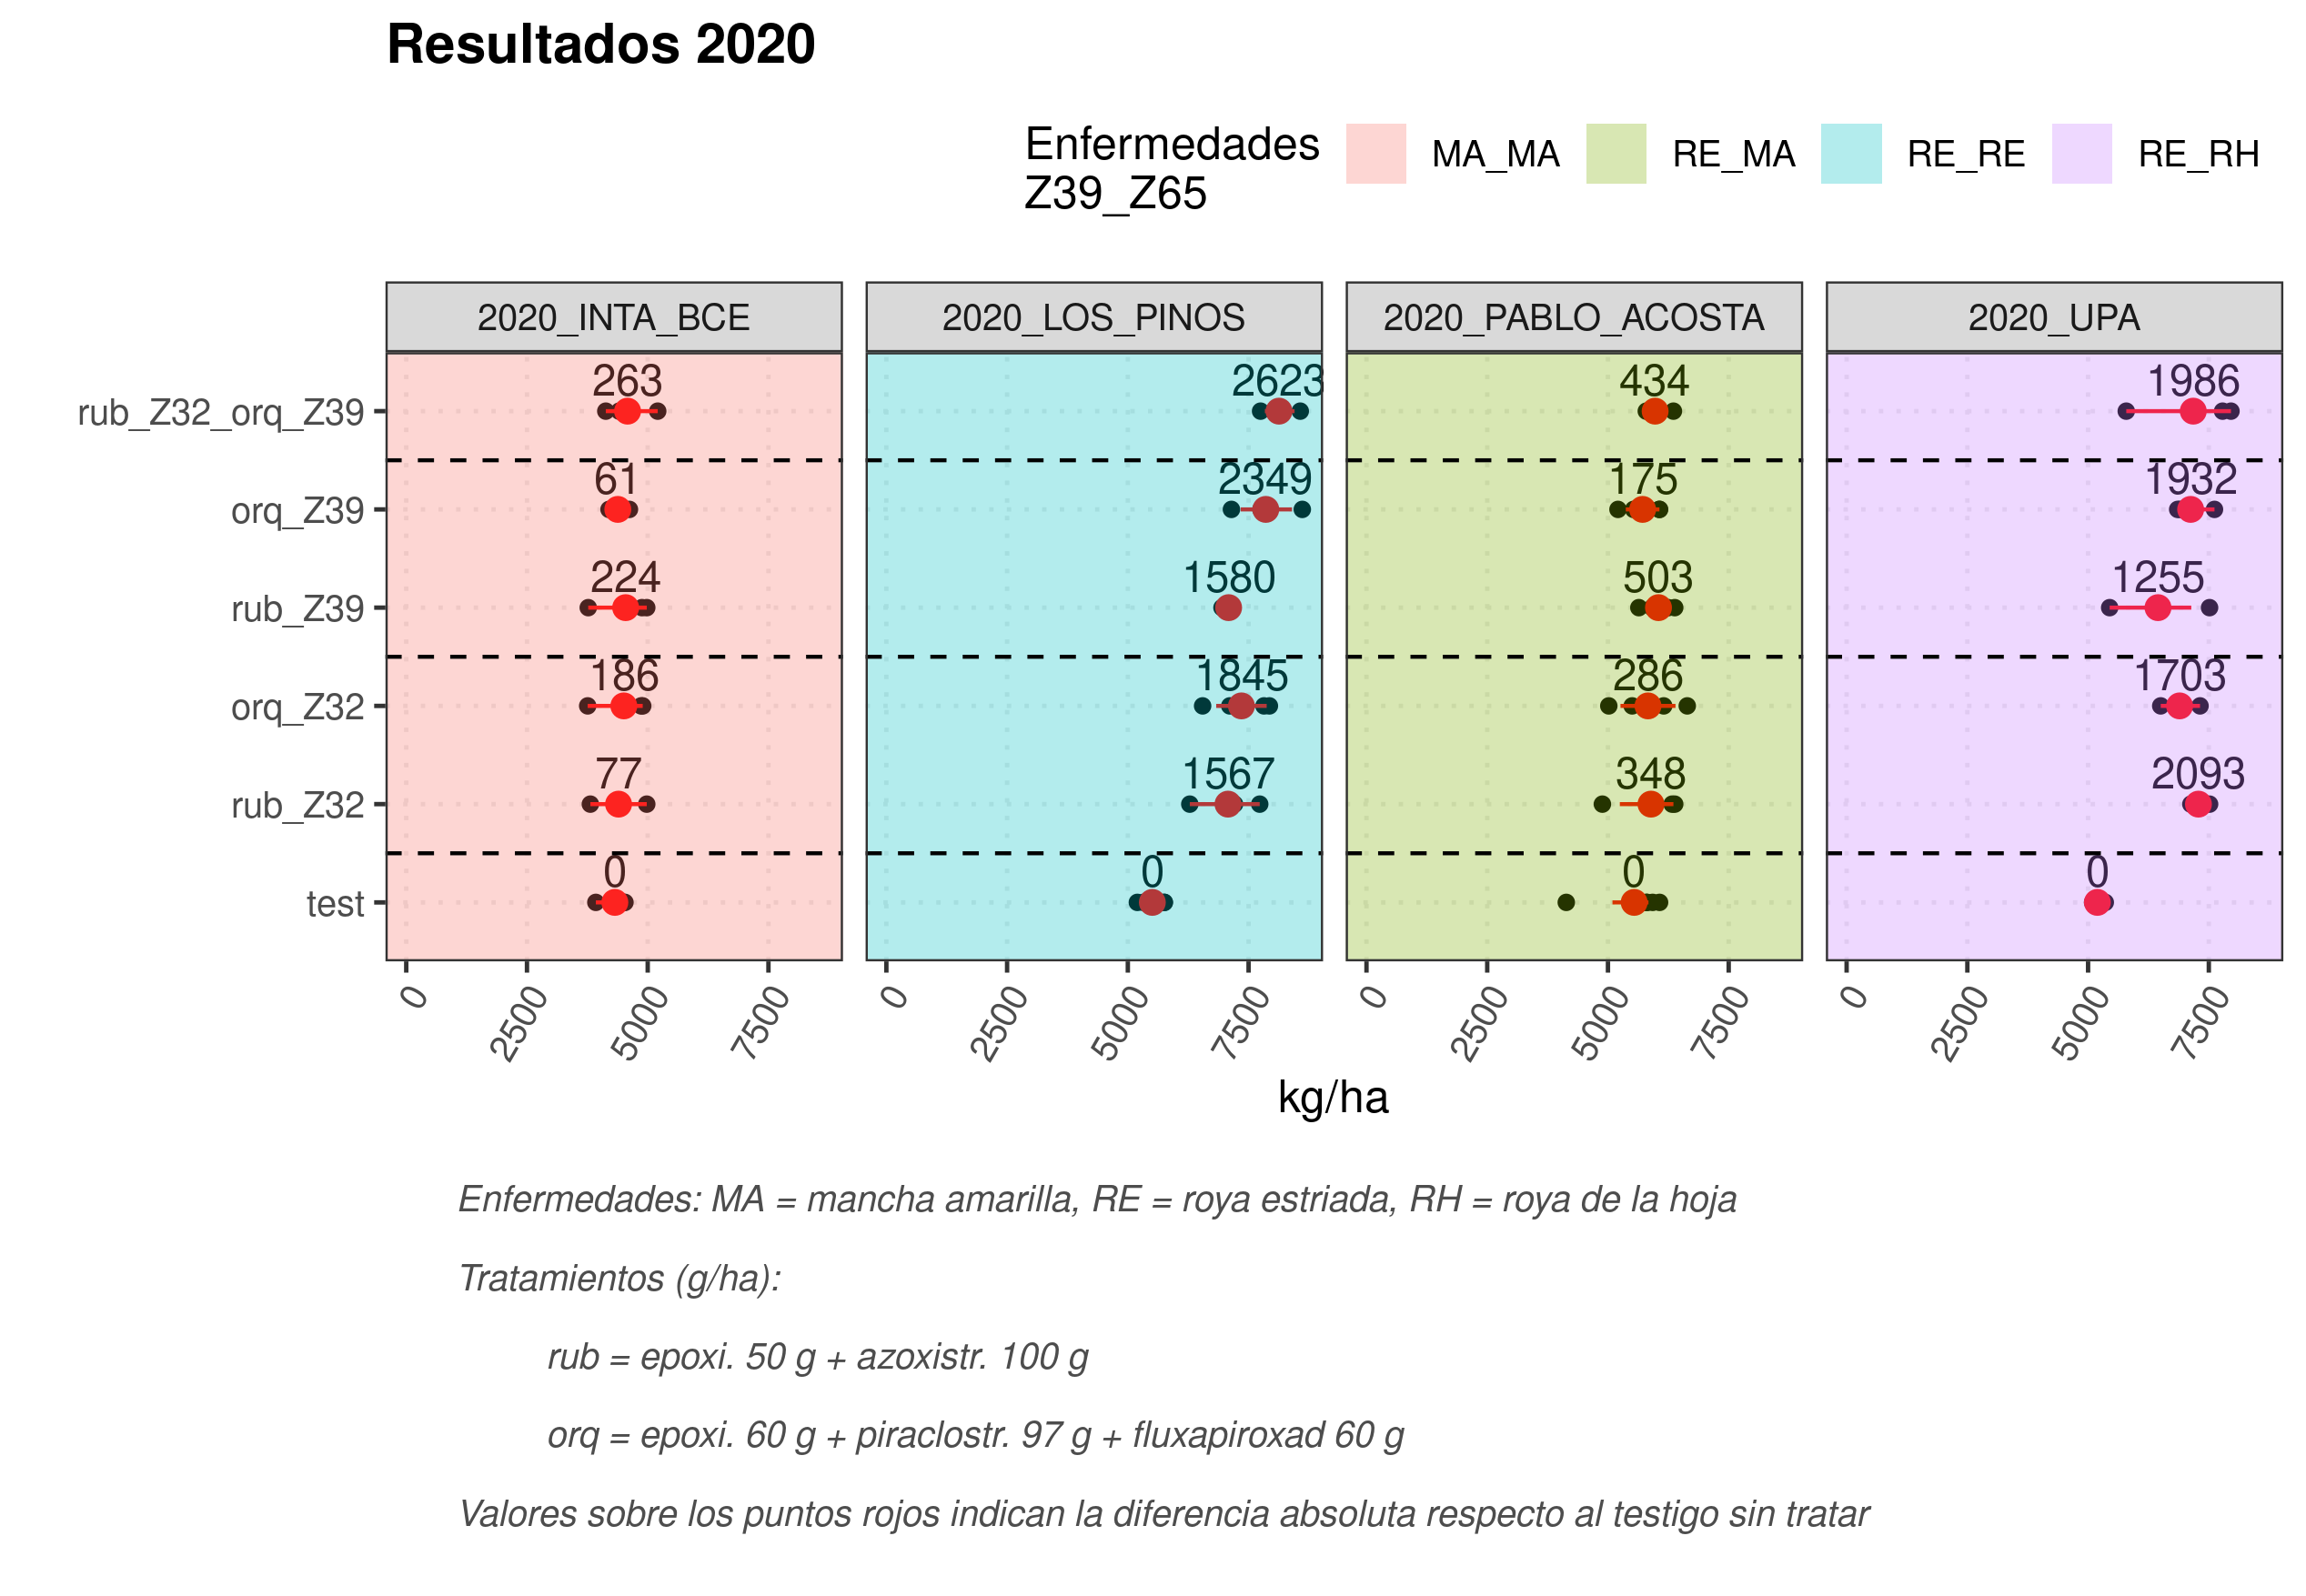 Resultados 2020
Enfermedades
Z39_Z65
MA_MA
RE_MA
RE_RE
RE_RH
2020_INTA_BCE
2020_LOS_PINOS
2020_PABLO_ACOSTA
2020_UPA
rub_Z32_orq_Z39
263
2623
434
1986
orq_Z39
61
2349
175
1932
rub_Z39
224
1580
503
1255
orq_Z32
186
1845
286
1703
rub_Z32
77
1567
348
2093
test
0
0
0
0
0
2500
5000
7500
0
2500
5000
7500
0
2500
5000
7500
0
2500
5000
7500
kg/ha
Enfermedades: MA = mancha amarilla, RE = roya estriada, RH = roya de la hoja
Tratamientos (g/ha):
rub = epoxi. 50 g + azoxistr. 100 g
orq = epoxi. 60 g + piraclostr. 97 g + fluxapiroxad 60 g
Valores sobre los puntos rojos indican la diferencia absoluta respecto al testigo sin tratar